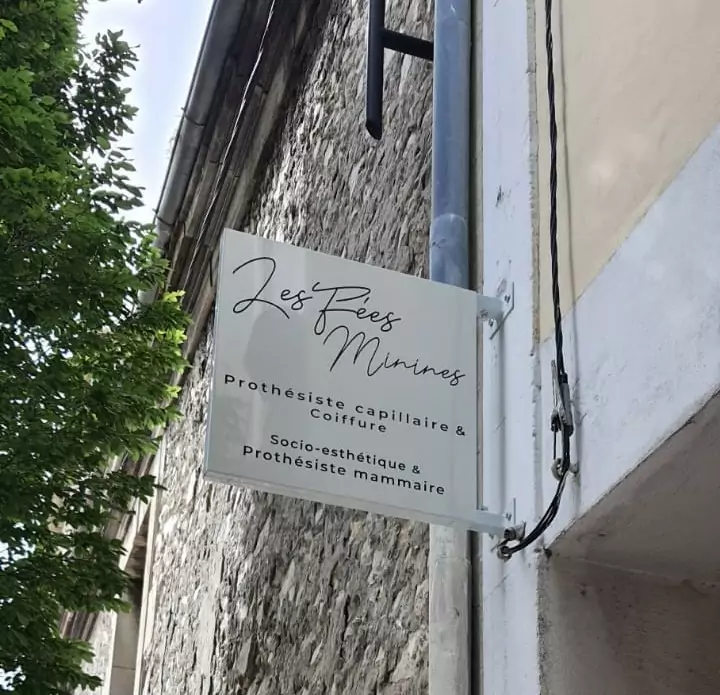 Les Fées
Minines
Prothésiste capillaire &
Coiffure
Socio-esthétique &
Prothésiste mammaire